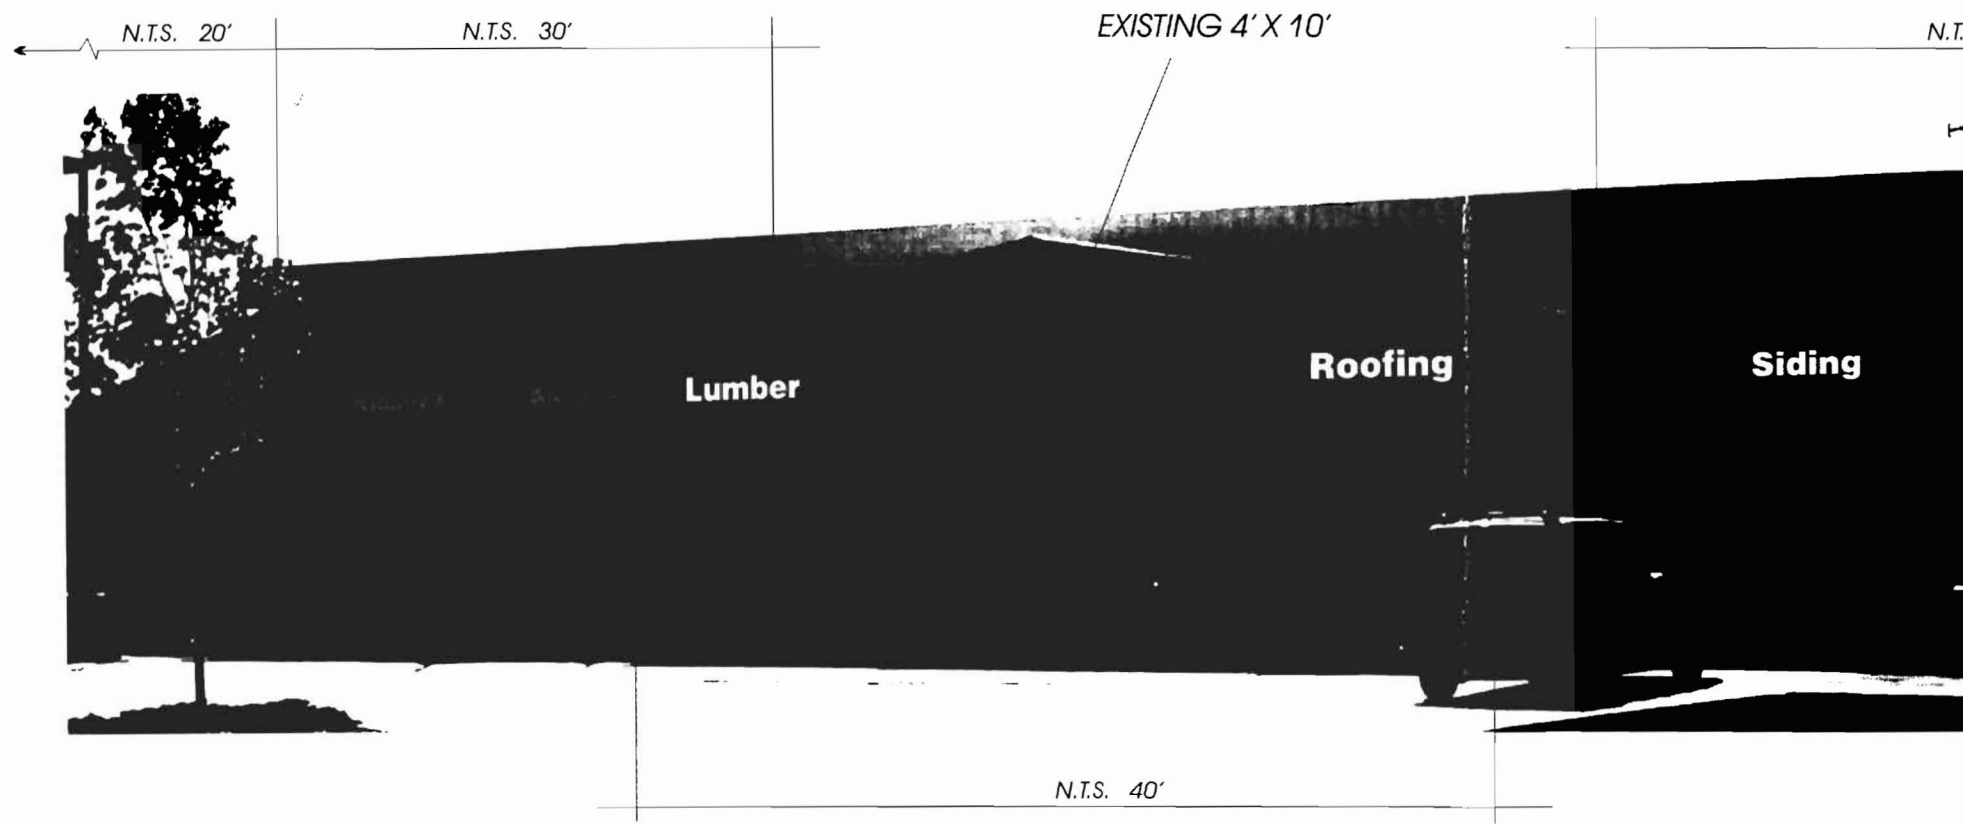 N.T.S. 20' N.T.S. 30' EXISTING 4' X 10' N.T.
Roofing Siding
Lumber
N.T.S. 40'